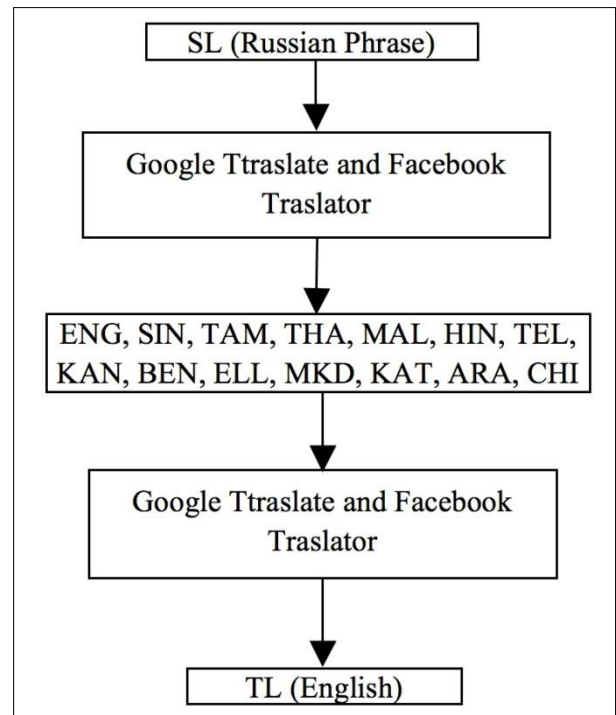 SL (Russian Phrase)
Google Ttraslate and Facebook
Traslator
ENG, SIN, TAM, THA, MAL, HIN, TEL,
KAN, BEN, ELL, MKD, KAT, ARA, CHI
Google Ttraslate and Facebook
Traslator
TL (English)